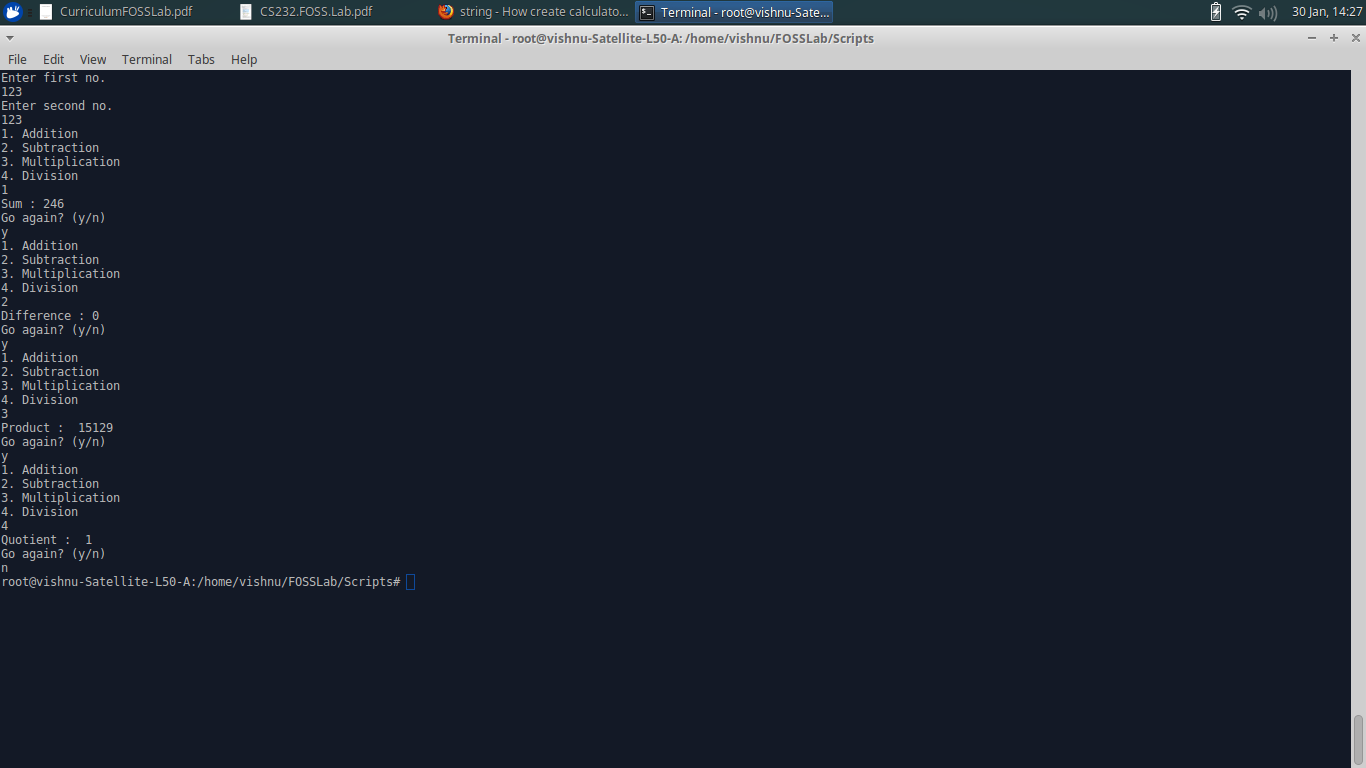 CurriculumFOSSLab.pdf
CS232.FOSS.Lab.pdf
string - How create calculato...
Terminal - root@vishnu-Sate...
30 Jan, 14:27
Terminal - root@vishnu-Satellite-L50-A: /home/vishnu/FOSSLab/Scripts
File Edit View Terminal Tabs Help
Enter first no.
123
Enter second no.
123
1. Addition
2. Subtraction
3. Multiplication
4. Division
1
Sum : 246
Go again? (y/n)
y
1. Addition
2. Subtraction
3. Multiplication
4. Division
2
Difference : 0
Go again? (y/n)
y
1. Addition
2. Subtraction
3. Multiplication
4. Division
3
Product :  15129
Go again? (y/n)
y
1. Addition
2. Subtraction
3. Multiplication
4. Division
4
Quotient :  1
Go again? (y/n)
n
root@vishnu-Satellite-L50-A:/home/vishnu/FOSSLab/Scripts#